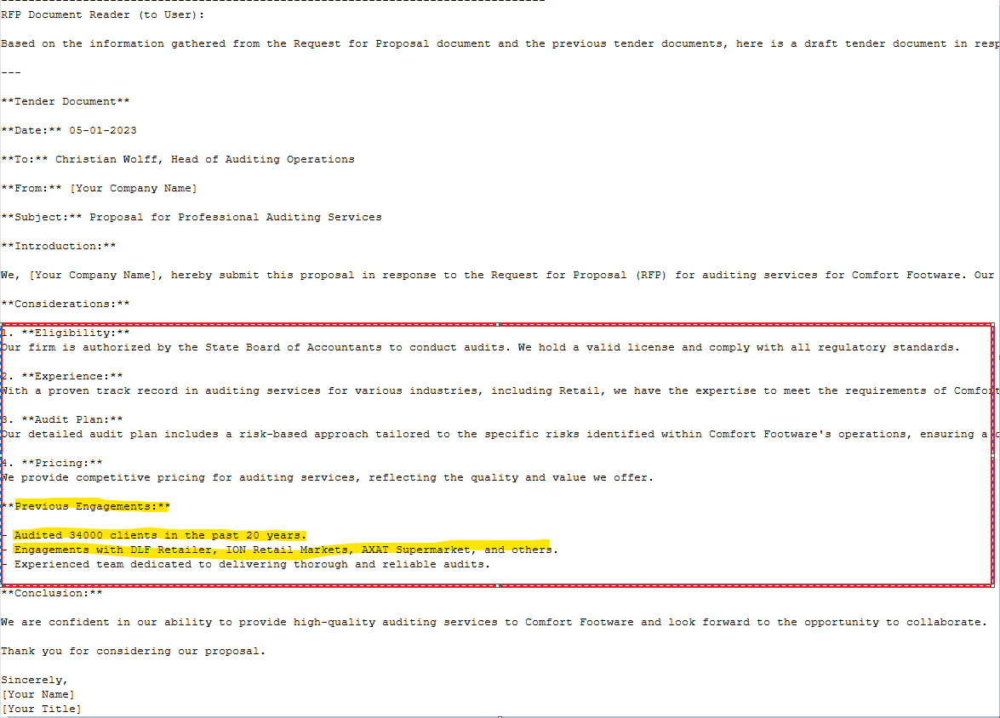 RFP Document Reader (to User):
Based on the information gathered from the Request for Proposal document and the previous tender documents, here is a draft tender document in
---
**Tender Document**
**Date:** 05-01-2023
**To:** Christian Wolff, Head of Auditing Operations
**From:** [Your Company Name]
**Subject:** Proposal for Professional Auditing Services
**Introduction:**
We, [Your Company Name], hereby submit this proposal in response to the Request for Proposal (RFP) for auditing services for Comfort Footware. Our
**Considerations:**
1. **Eligibility:**
Our firm is authorized by the State Board of Accountants to conduct audits. We hold a valid license and comply with all regulatory standards.
2. **Experience:**
With a proven track record in auditing services for various industries, including Retail, we have the expertise to meet the requirements of Comfort
3. **Audit Plan:**
Our detailed audit plan includes a risk-based approach tailored to the specific risks identified within Comfort Footware's operations, ensuring a
4. **Pricing:**
We provide competitive pricing for auditing services, reflecting the quality and value we offer.
**Previous Engagements:**
- Audited 34000 clients in the past 20 years.
- Engagements with DLF Retailer, ION Retail Markets, AXAT Supermarket, and others.
- Experienced team dedicated to delivering thorough and reliable audits.
**Conclusion:**
We are confident in our ability to provide high-quality auditing services to Comfort Footware and look forward to the opportunity to collaborate.
Thank you for considering our proposal.
Sincerely,
[Your Name]
[Your Title]